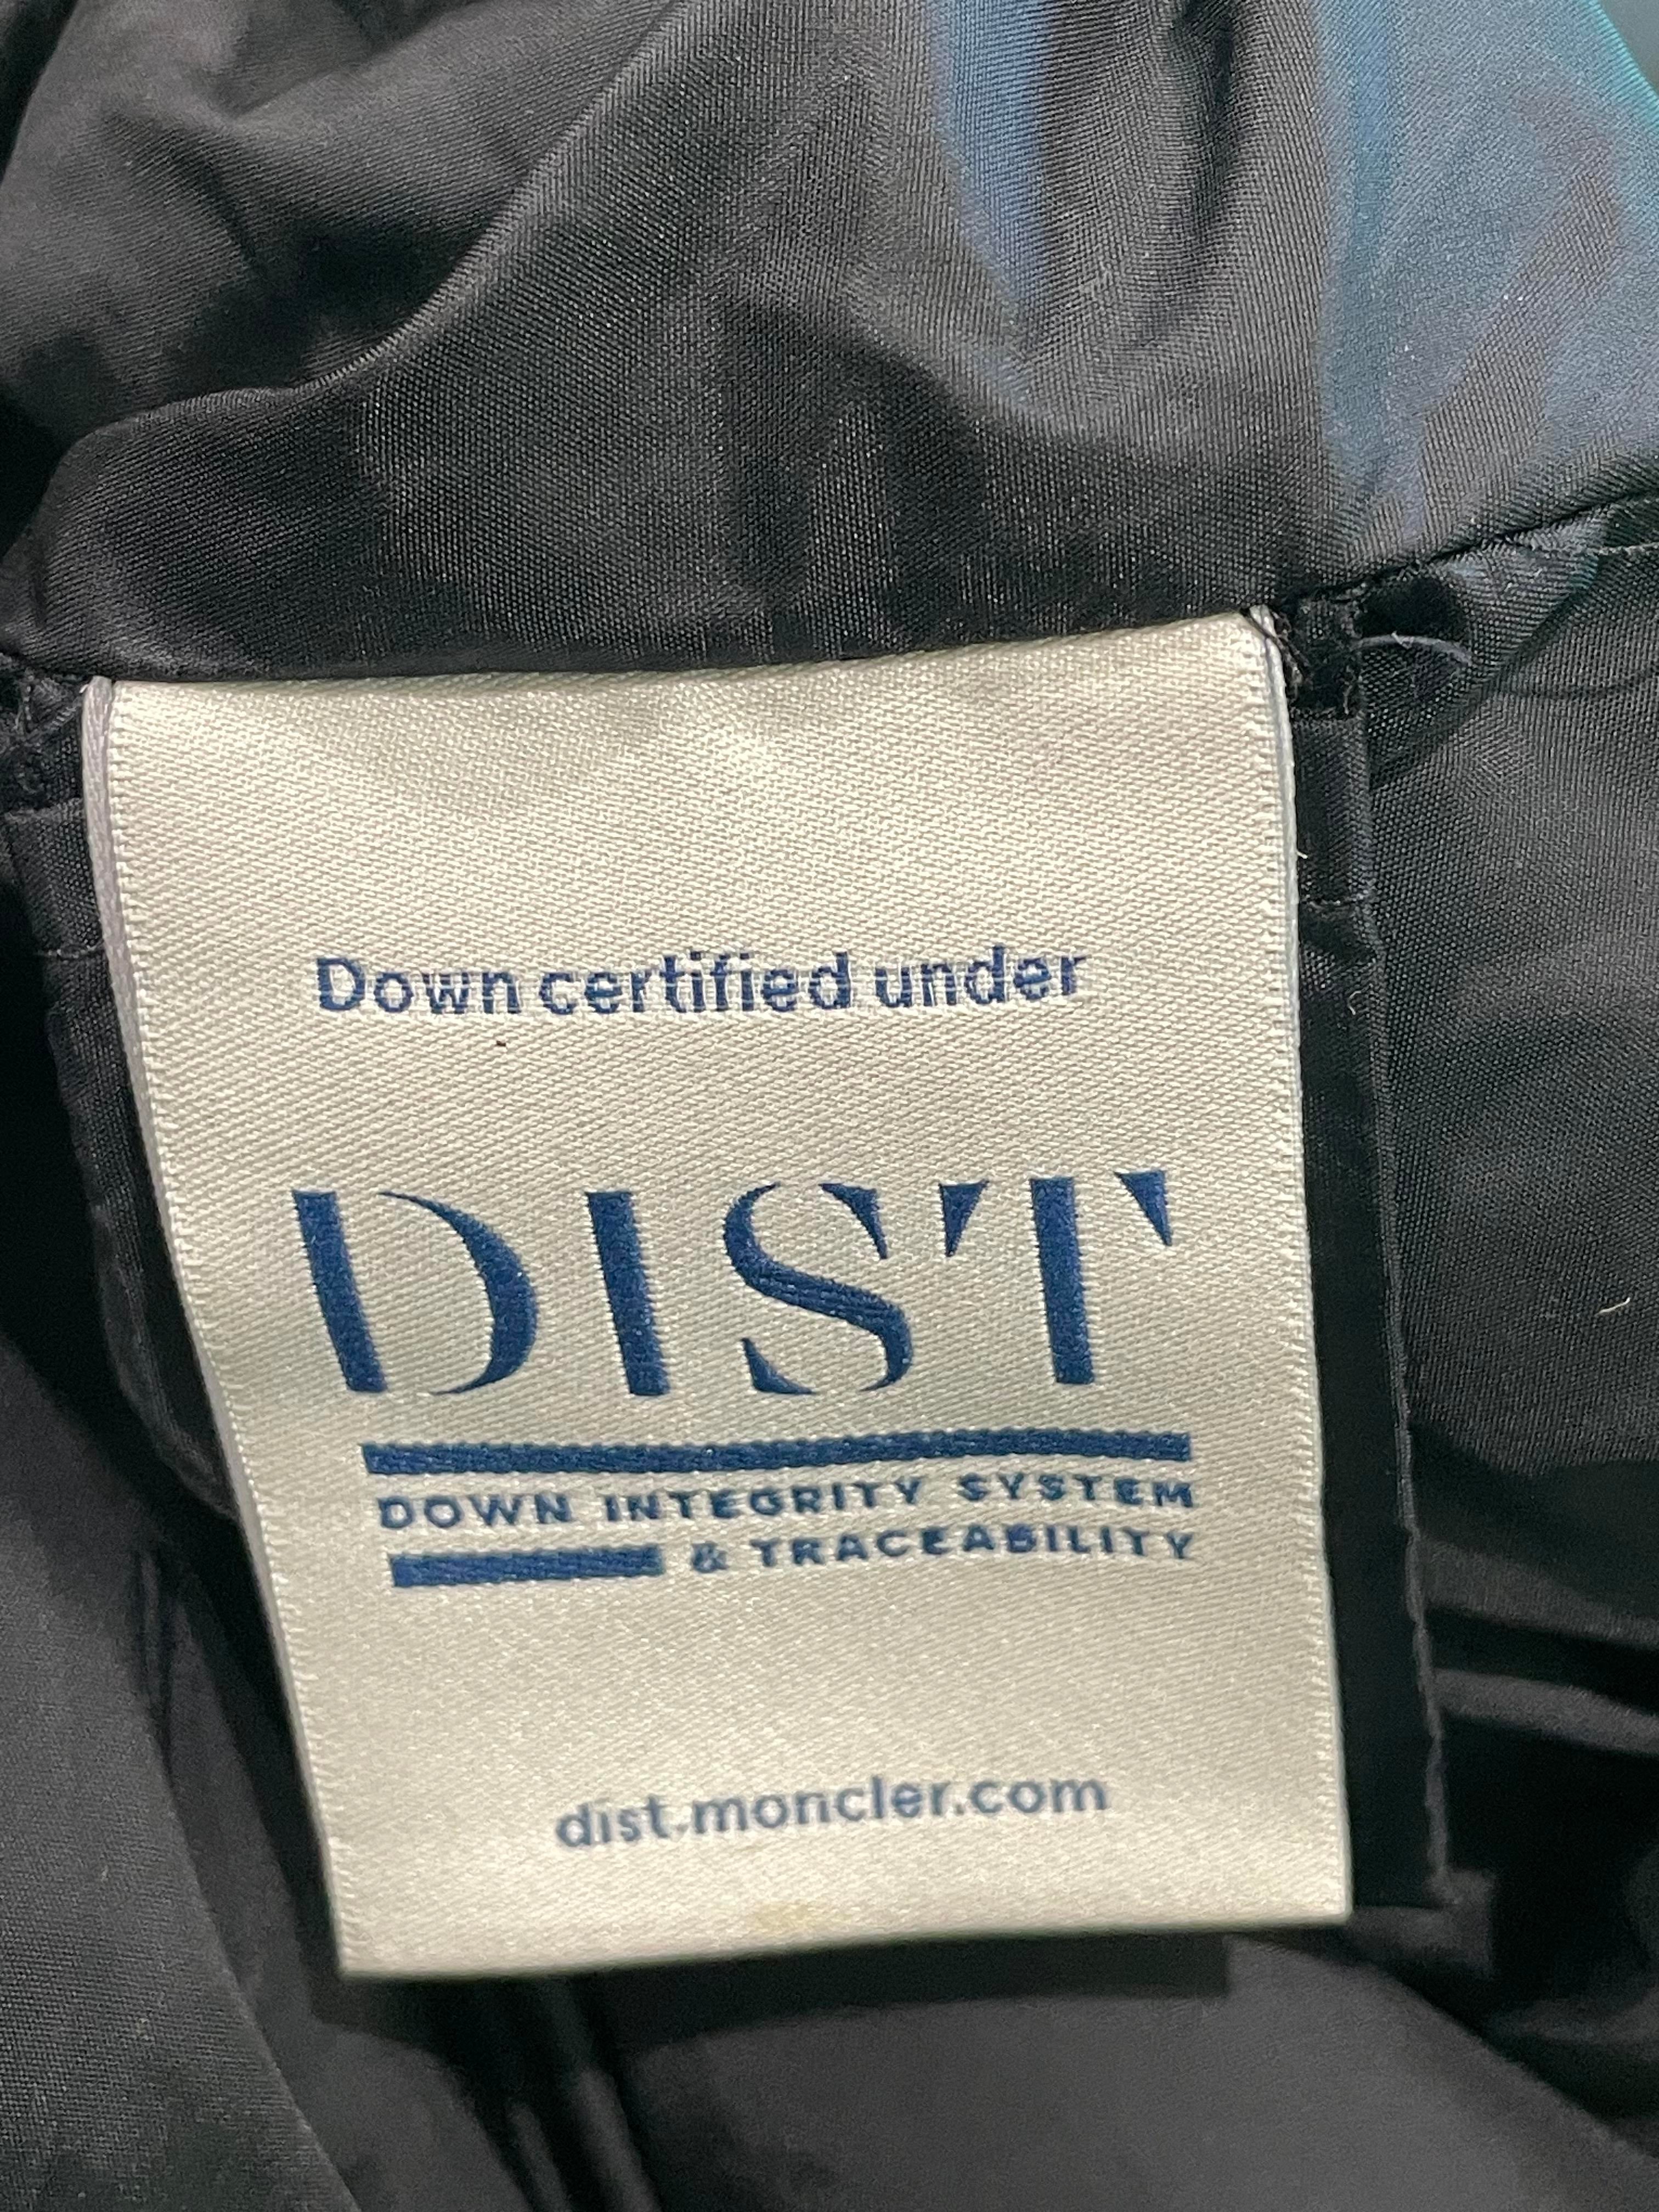 Down certified under
DIST
DOWN INTEGRITY SYSTEM
& TRACEABILITY
dist.moncler.com